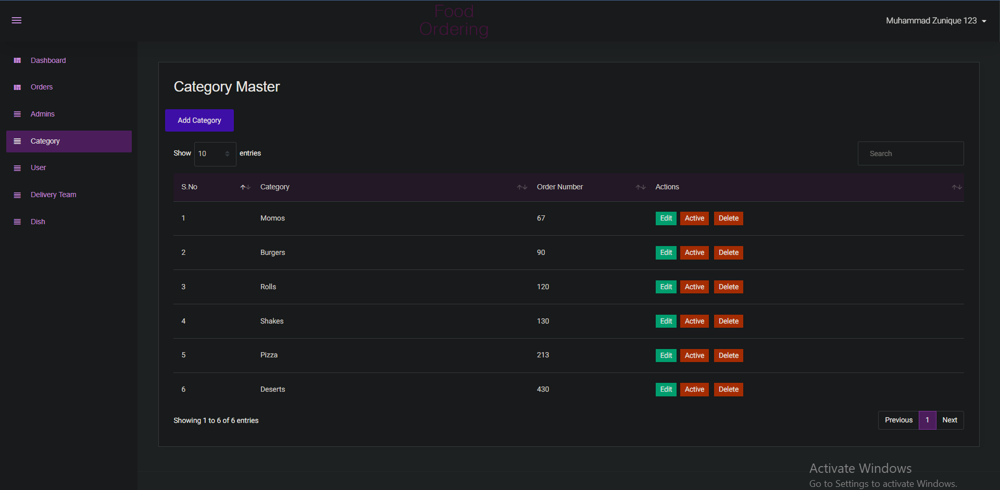 Food
Ordering
Muhammad Zunique 123
Dashboard
Orders
Admins
Category
User
Delivery Team
Dish
Category Master
Add Category
Show 10 entries
Search
S.No Category Order Number Actions
1 Momos 67 Edit Active Delete
2 Burgers 90 Edit Active Delete
3 Rolls 120 Edit Active Delete
4 Shakes 130 Edit Active Delete
5 Pizza 213 Edit Active Delete
6 Deserts 430 Edit Active Delete
Showing 1 to 6 of 6 entries
Previous 1 Next
Activate Windows
Go to Settings to activate Windows.